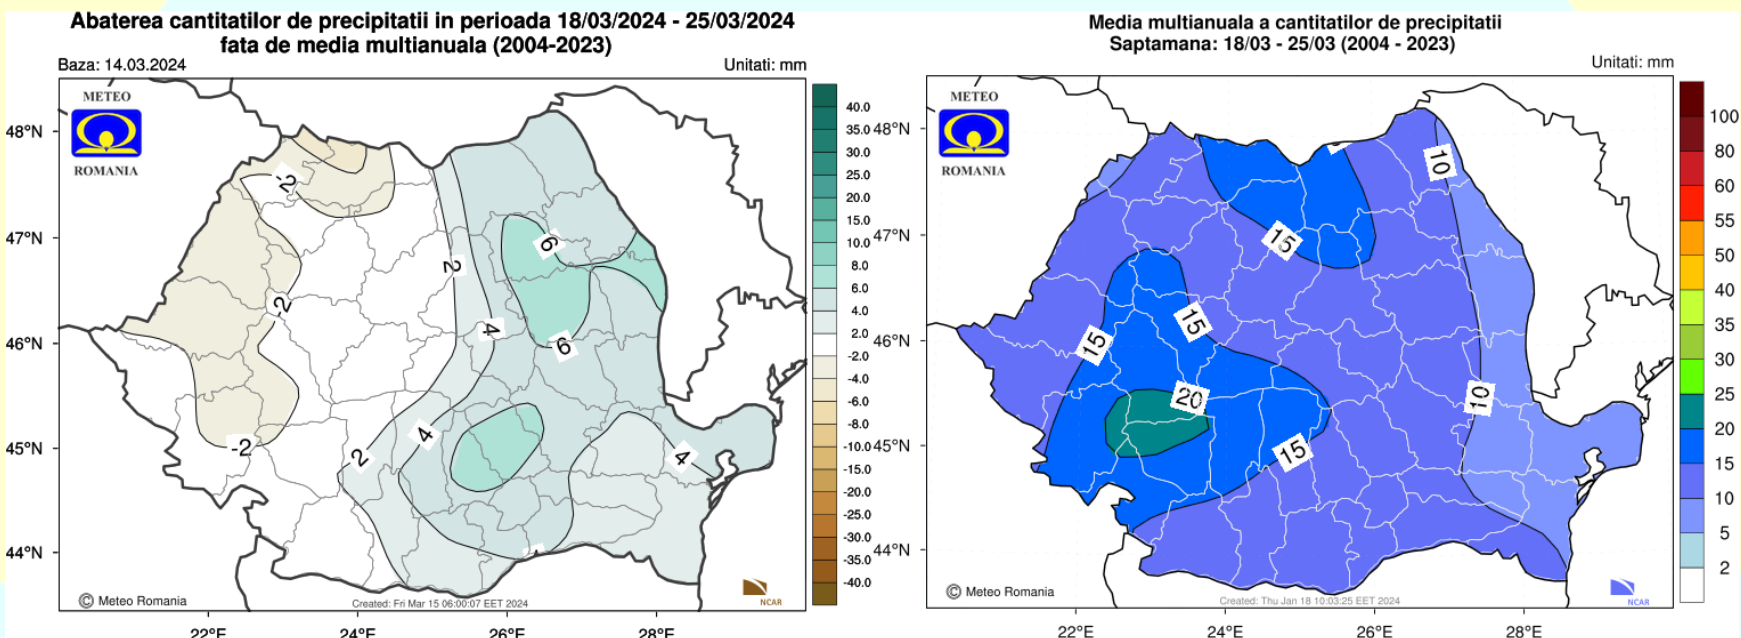 Abaterea cantitatilor de precipitatii in perioada 18/03/2024 - 25/03/2024
fata de media multianuala (2004-2023)
Baza: 14.03.2024
Unitati: mm
METEO
ROMANIA
48°N
47°N
46°N
45°N
44°N
-2
-2
-2
2
2
4
4
4
6
6
40.0
35.0
30.0
25.0
20.0
15.0
10.0
8.0
6.0
4.0
2.0
-2.0
-4.0
-6.0
-8.0
-10.0
-15.0
-20.0
-25.0
-30.0
-35.0
-40.0
© Meteo Romania
Created: Fri Mar 15 06:00:07 EET 2024
NCAR
22°E
24°E
26°E
28°E
Media multianuala a cantitatilor de precipitatii
Saptamana: 18/03 - 25/03 (2004 - 2023)
Unitati: mm
METEO
ROMANIA
48°N
47°N
46°N
45°N
44°N
10
15
15
15
20
10
15
100
80
60
55
50
40
35
30
25
20
15
10
5
2
© Meteo Romania
Created: Thu Jan 18 10:03:25 EET 2024
NCAR
22°E
24°E
26°E
28°E